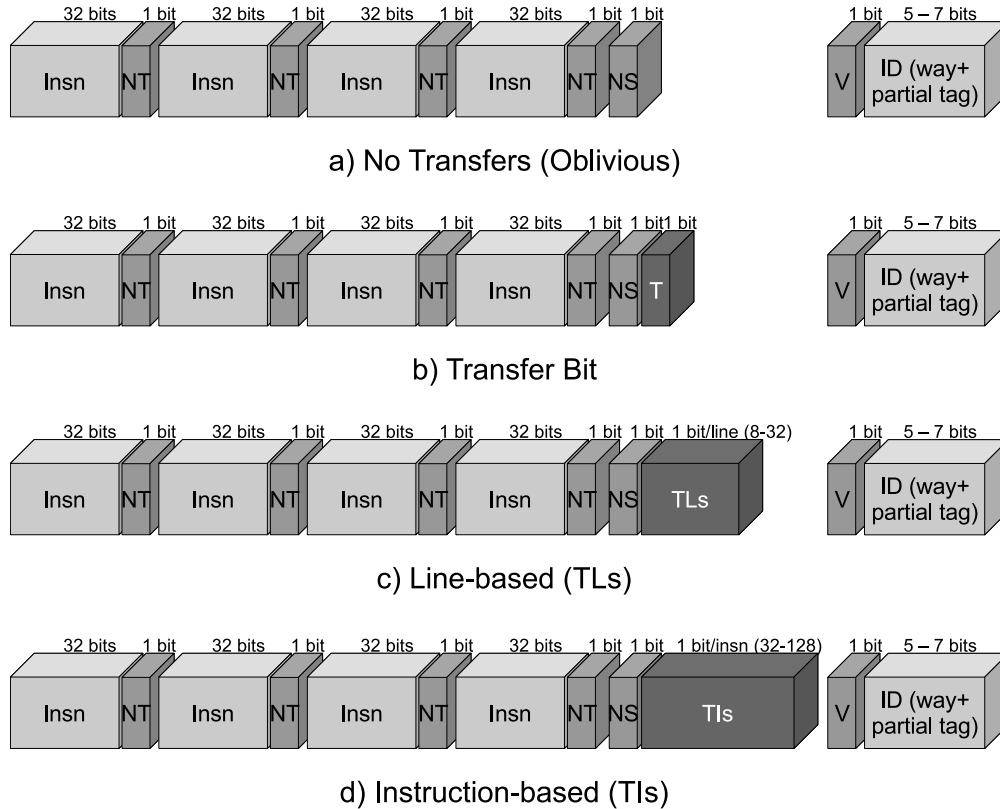 32 bits 1 bit 32 bits 1 bit 32 bits 1 bit 32 bits 1 bit 1 bit 1 bit 5 – 7 bits
Insn NT Insn NT Insn NT Insn NT NS V ID (way+
partial tag)
a) No Transfers (Oblivious)
32 bits 1 bit 32 bits 1 bit 32 bits 1 bit 32 bits 1 bit 1 bit 1 bit 1 bit 5 – 7 bits
Insn NT Insn NT Insn NT Insn NT NS T V ID (way+
partial tag)
b) Transfer Bit
32 bits 1 bit 32 bits 1 bit 32 bits 1 bit 32 bits 1 bit 1 bit 1 bit/line (8-32) 1 bit 5 – 7 bits
Insn NT Insn NT Insn NT Insn NT NS TLs V ID (way+
partial tag)
c) Line-based (TLs)
32 bits 1 bit 32 bits 1 bit 32 bits 1 bit 32 bits 1 bit 1 bit 1 bit/insn (32-128) 1 bit 5 – 7 bits
Insn NT Insn NT Insn NT Insn NT NS TIs V ID (way+
partial tag)
d) Instruction-based (TIs)